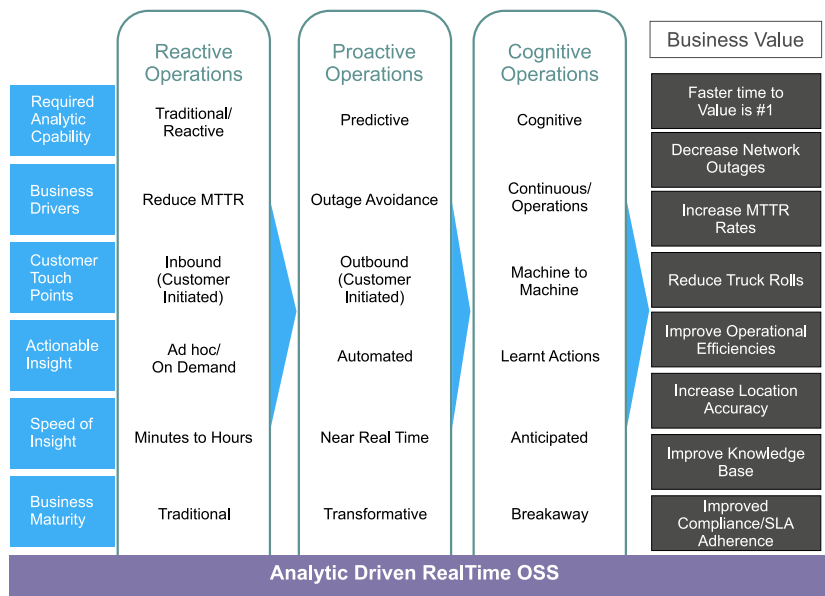 Reactive
Operations
Proactive
Operations
Cognitive
Operations
Business Value
Required
Analytic
Cpability
Traditional/
Reactive
Predictive
Cognitive
Faster time to
Value is #1
Decrease Network
Outages
Business
Drivers
Reduce MTTR
Outage Avoidance
Continuous/
Operations
Increase MTTR
Rates
Customer
Touch
Points
Inbound
(Customer
Initiated)
Outbound
(Customer
Initiated)
Machine to
Machine
Reduce Truck Rolls
Actionable
Insight
Ad hoc/
On Demand
Automated
Learnt Actions
Improve Operational
Efficiencies
Increase Location
Accuracy
Speed of
Insight
Minutes to Hours
Near Real Time
Anticipated
Improve Knowledge
Base
Business
Maturity
Traditional
Transformative
Breakaway
Improved
Compliance/SLA
Adherence
Analytic Driven RealTime OSS